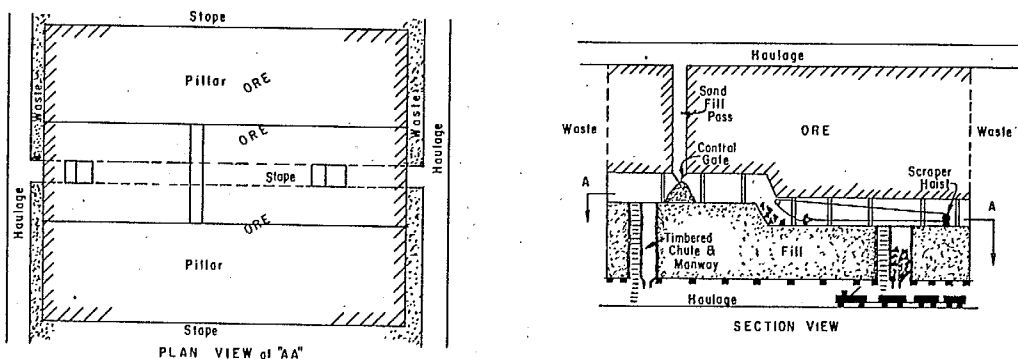 Stope
Pillar
ORE
Waste
Waste
Haulage
ORE
Stope
Haulage
ORE
Pillar
Stope
PLAN VIEW at "AA"
Haulage
Sand
Fill
Pass
ORE
Waste
Waste
Control
Gate
Scraper
Hoist
A
A
Timbered
Chute &
Manway
Fill
Haulage
SECTION VIEW